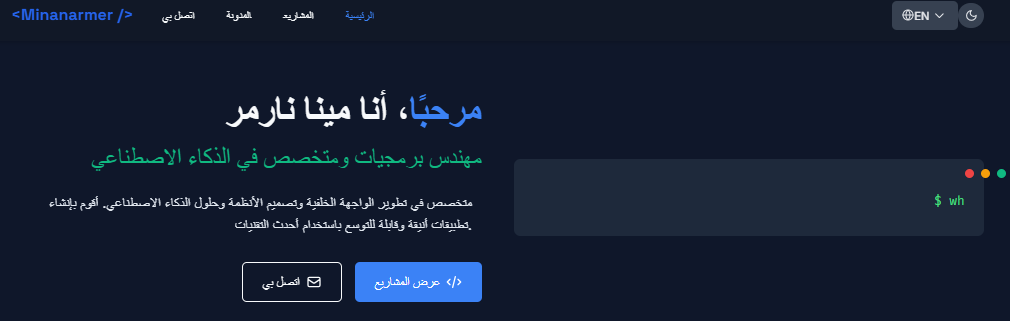 <Minanarmer />
الرئيسية
المشاريع
المدونة
اتصل بي
EN
مرحبًا، أنا مينا نارمر
مهندس برمجيات ومتخصص في الذكاء الاصطناعي
متخصص في تطوير الواجهة الخلفية وتصميم الأنظمة وحلول الذكاء الاصطناعي. أقوم بإنشاء
تطبيقات أنيقة وقابلة للتوسع باستخدام أحدث التقنيات.
عرض المشاريع
اتصل بي
$ wh